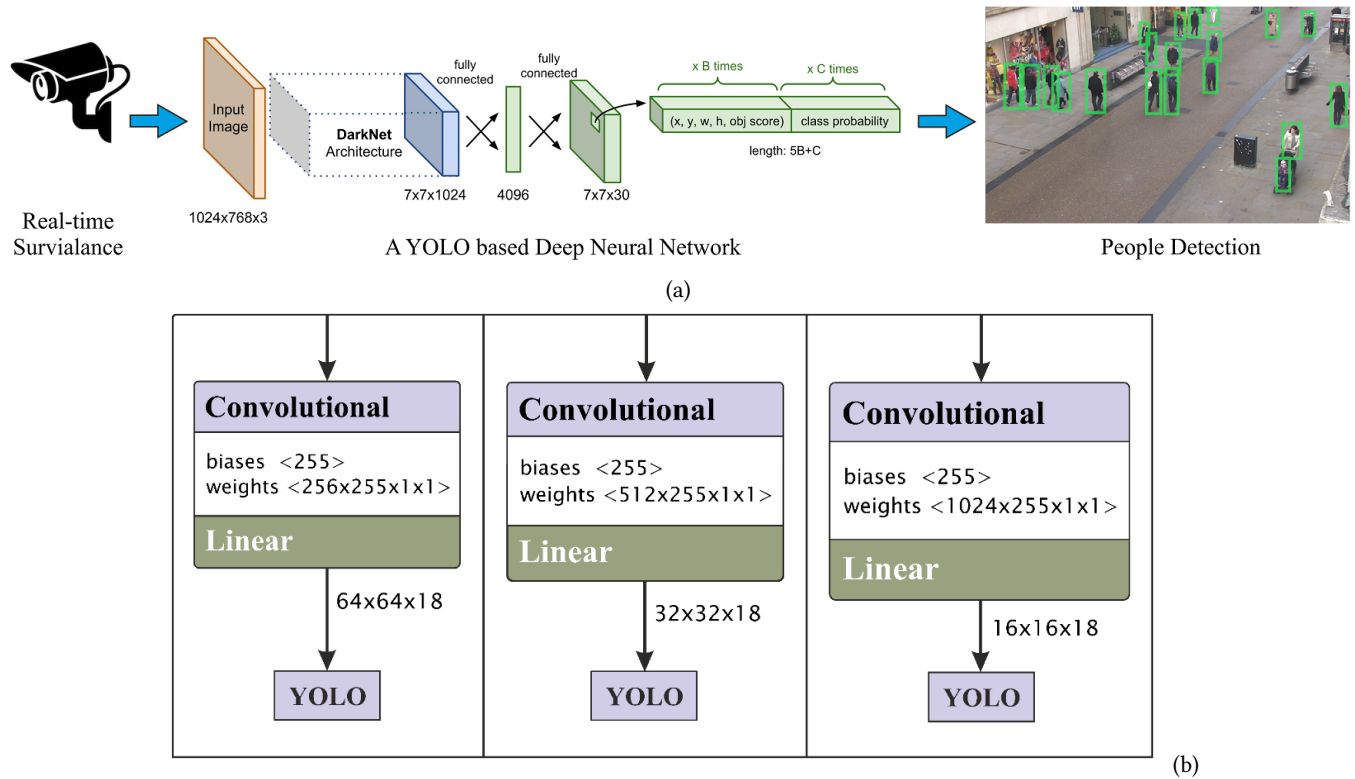 Real-time
Survialance
Input
Image
1024x768x3
DarkNet
Architecture
fully
connected
7x7x1024
4096
fully
connected
7x7x30
x B times
x C times
(x, y, w, h, obj score)
class probability
length: 5B+C
A YOLO based Deep Neural Network
People Detection
(a)
Convolutional
biases <255>
weights <256x255x1x1>
Linear
64x64x18
YOLO
Convolutional
biases <255>
weights <512x255x1x1>
Linear
32x32x18
YOLO
Convolutional
biases <255>
weights <1024x255x1x1>
Linear
16x16x18
YOLO
(b)